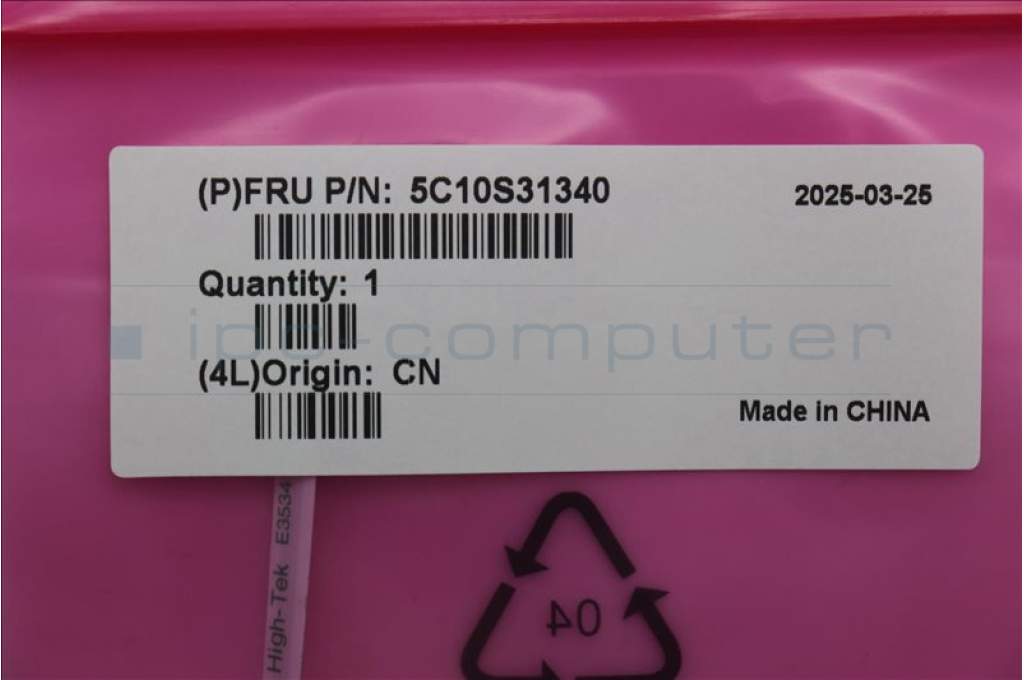 (P)FRU P/N: 5C10S31340
2025-03-25
Quantity: 1
ipc-computer
(4L)Origin: CN
Made in CHINA
High-Tek E3534
04